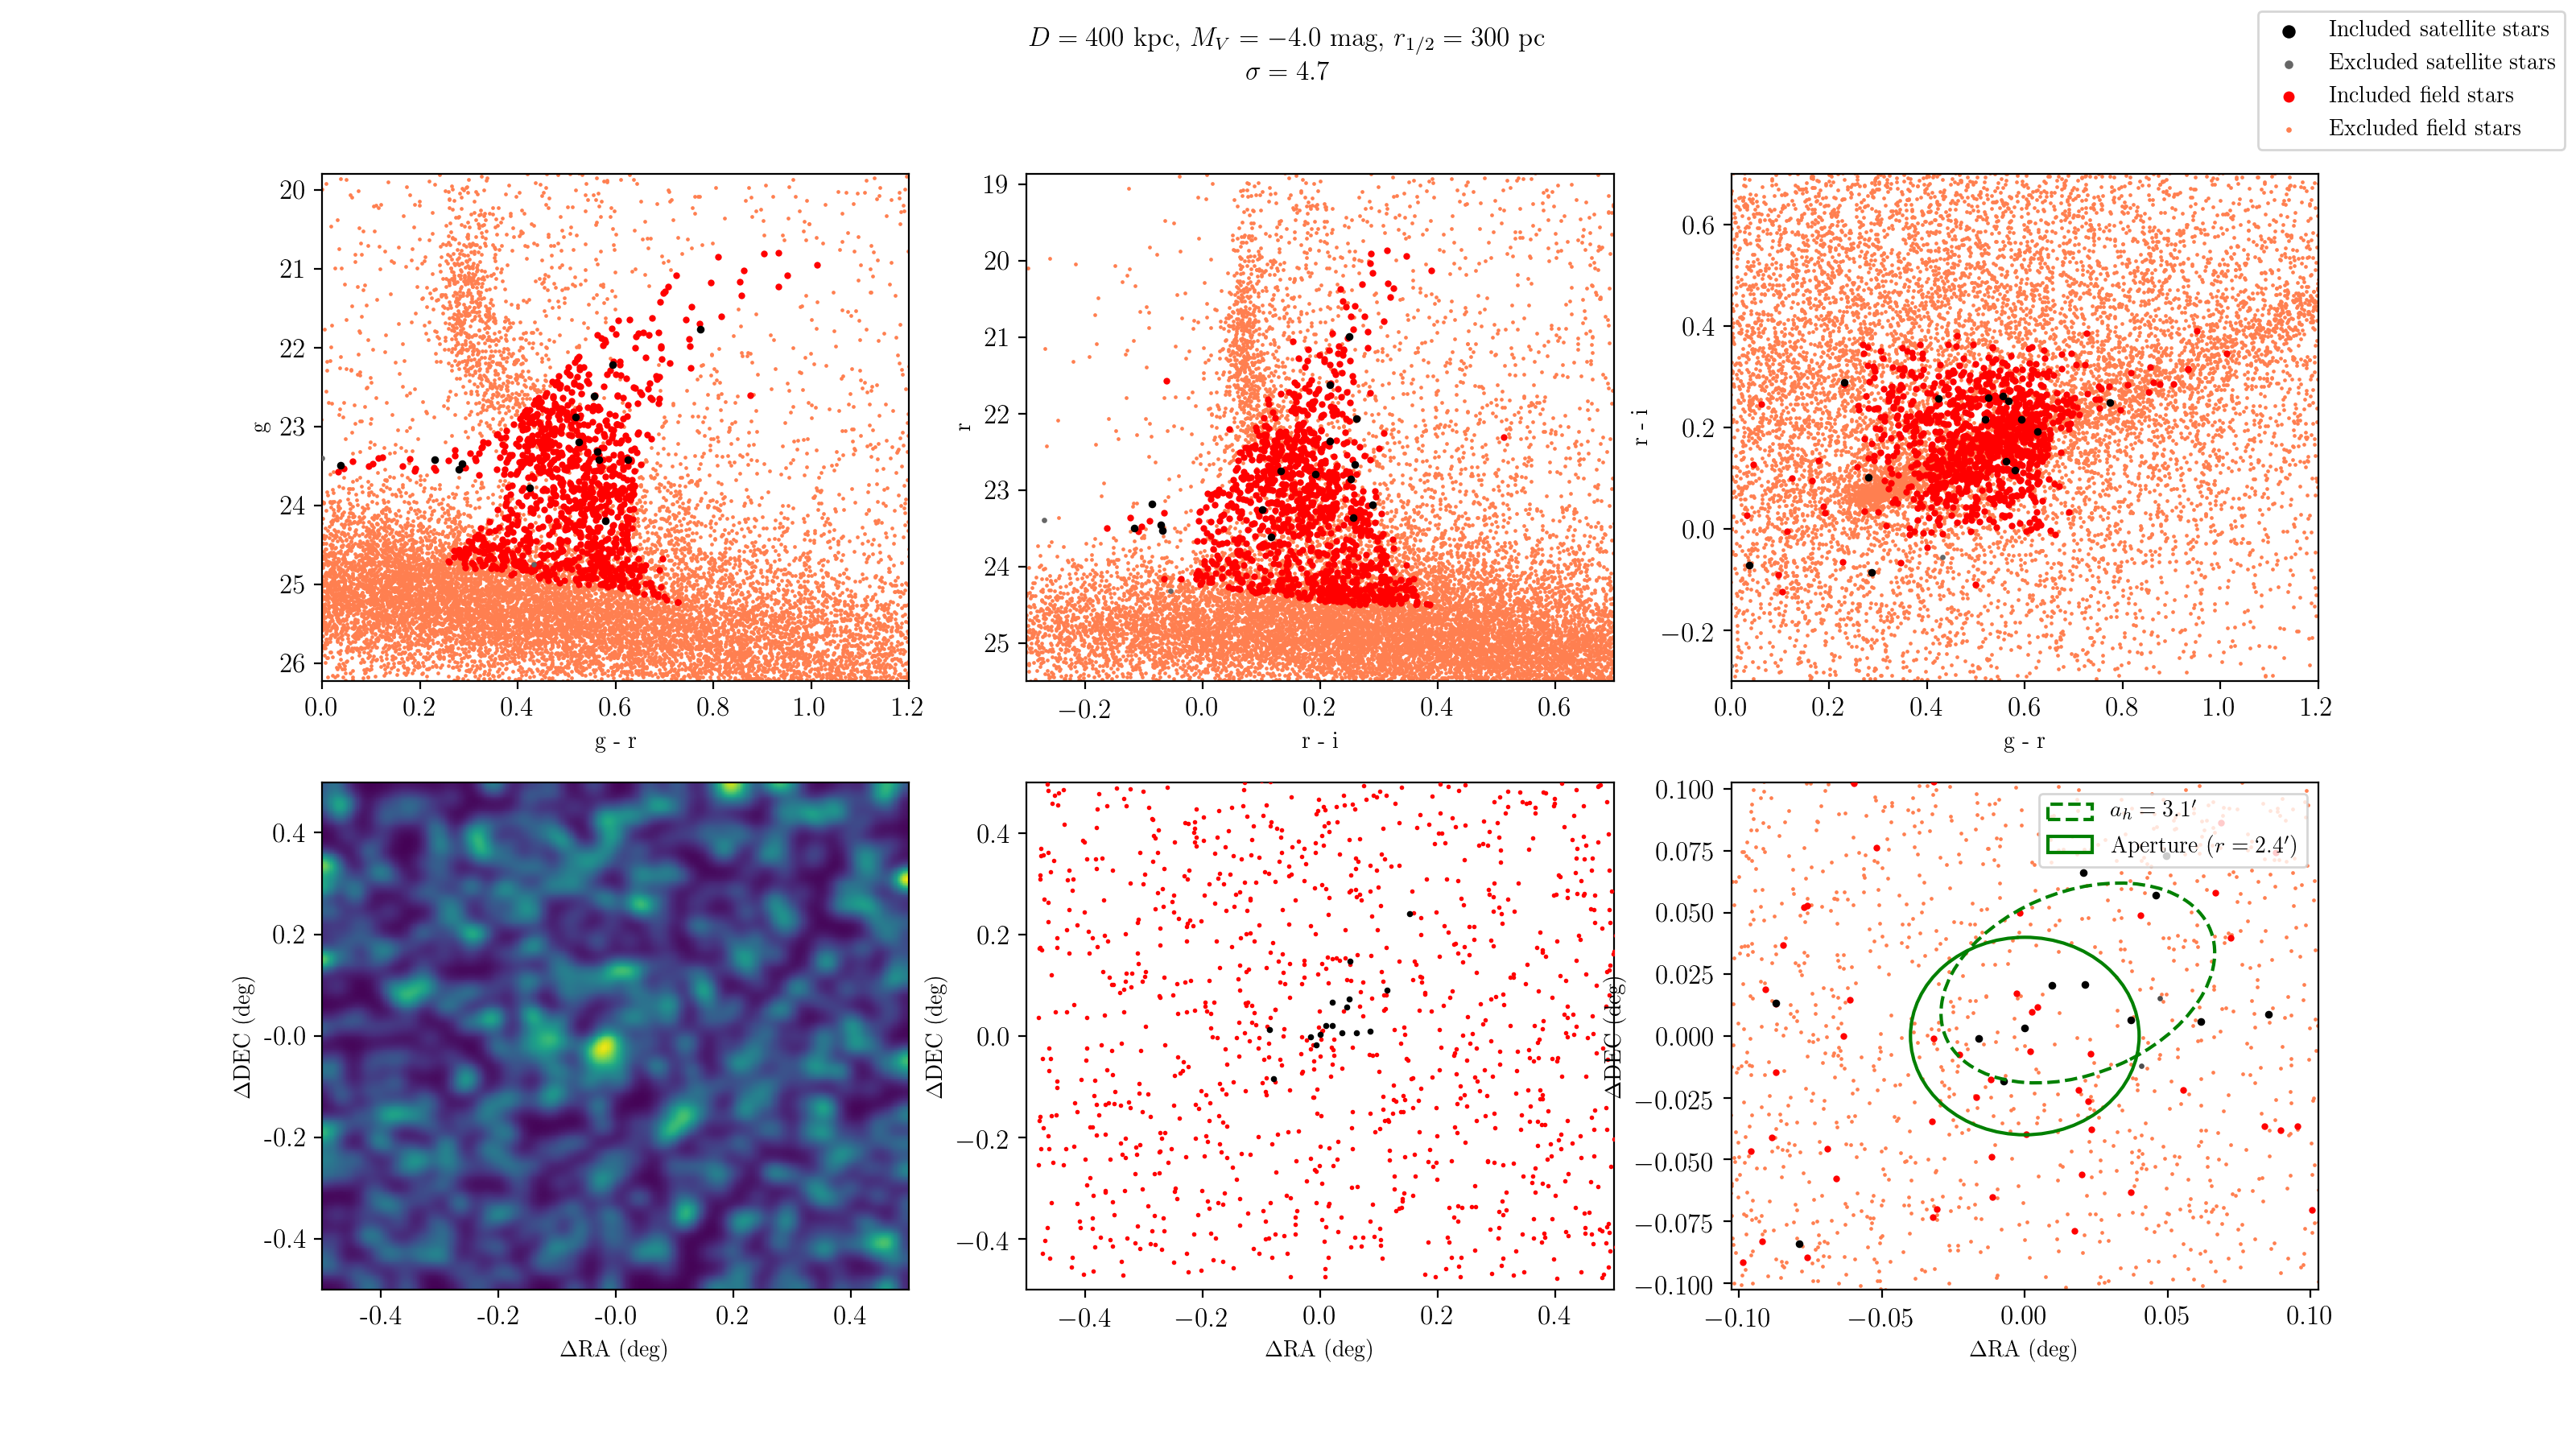 D = 400 kpc, M_V = −4.0 mag, r_{1/2} = 300 pc
σ = 4.7
Included satellite stars
Excluded satellite stars
Included field stars
Excluded field stars
g
20
21
22
23
24
25
26
0.0 0.2 0.4 0.6 0.8 1.0 1.2
g - r
r
19
20
21
22
23
24
25
−0.2 0.0 0.2 0.4 0.6
r - i
r - i
0.6
0.4
0.2
0.0
−0.2
0.0 0.2 0.4 0.6 0.8 1.0 1.2
g - r
ΔDEC (deg)
0.4
0.2
-0.0
-0.2
-0.4
-0.4 -0.2 -0.0 0.2 0.4
ΔRA (deg)
ΔDEC (deg)
0.4
0.2
0.0
−0.2
−0.4
−0.4 −0.2 0.0 0.2 0.4
ΔRA (deg)
ΔDEC (deg)
0.100
0.075
0.050
0.025
0.000
−0.025
−0.050
−0.075
−0.100
a_h = 3.1′
Aperture (r = 2.4′)
−0.10 −0.05 0.00 0.05 0.10
ΔRA (deg)